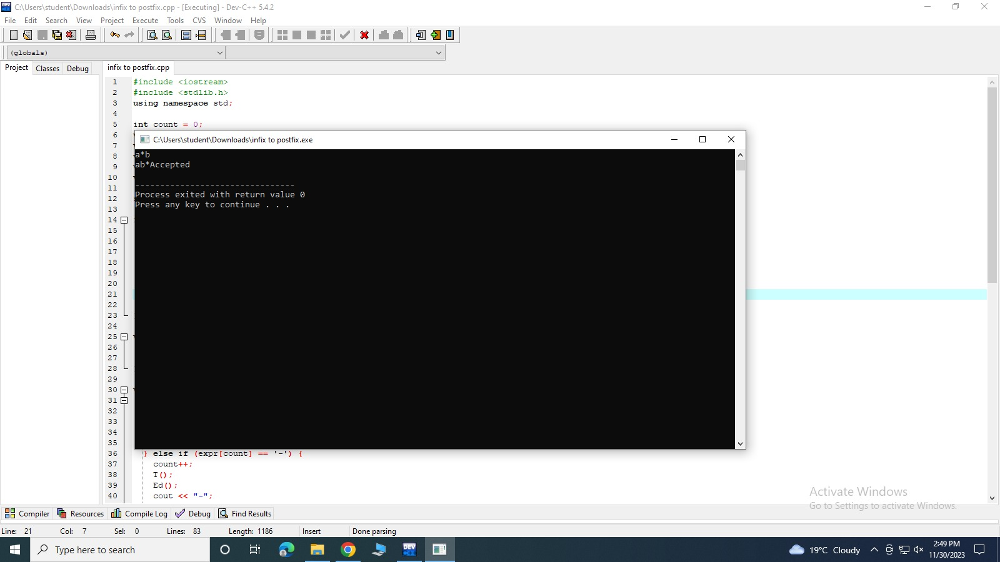 C:\Users\student\Downloads\infix to postfix.cpp - [Executing] - Dev-C++ 5.4.2
File Edit Search View Project Execute Tools CVS Window Help
(globals)
Project Classes Debug
infix to postfix.cpp
1 #include <iostream>
2 #include <stdlib.h>
3 using namespace std;
4
5 int count = 0;
6
7
8
9
10
11
12
13
14
15
16
17
18
19
20
21
22
23
24
25
26
27
28
29
30
31
32
33
34
35
36 } else if (expr[count] == '-') {
37 count++;
38 T();
39 Ed();
40 cout << "-";
C:\Users\student\Downloads\infix to postfix.exe
a*b
ab*Accepted
--------------------------------
Process exited with return value 0
Press any key to continue . . .
Activate Windows
Go to Settings to activate Windows.
Compiler Resources Compile Log Debug Find Results
Line: 21 Col: 7 Sel: 0 Lines: 83 Length: 1186 Insert Done parsing
Type here to search
DEV
19°C Cloudy
2:49 PM
11/30/2023